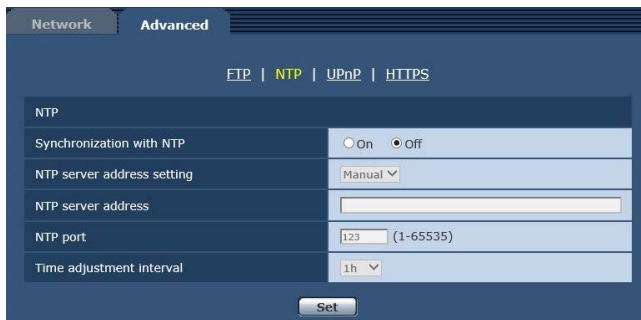 Network Advanced
FTP | NTP | UPnP | HTTPS
NTP
Synchronization with NTP On Off
NTP server address setting Manual
NTP server address
NTP port 123 (1-65535)
Time adjustment interval 1h
Set